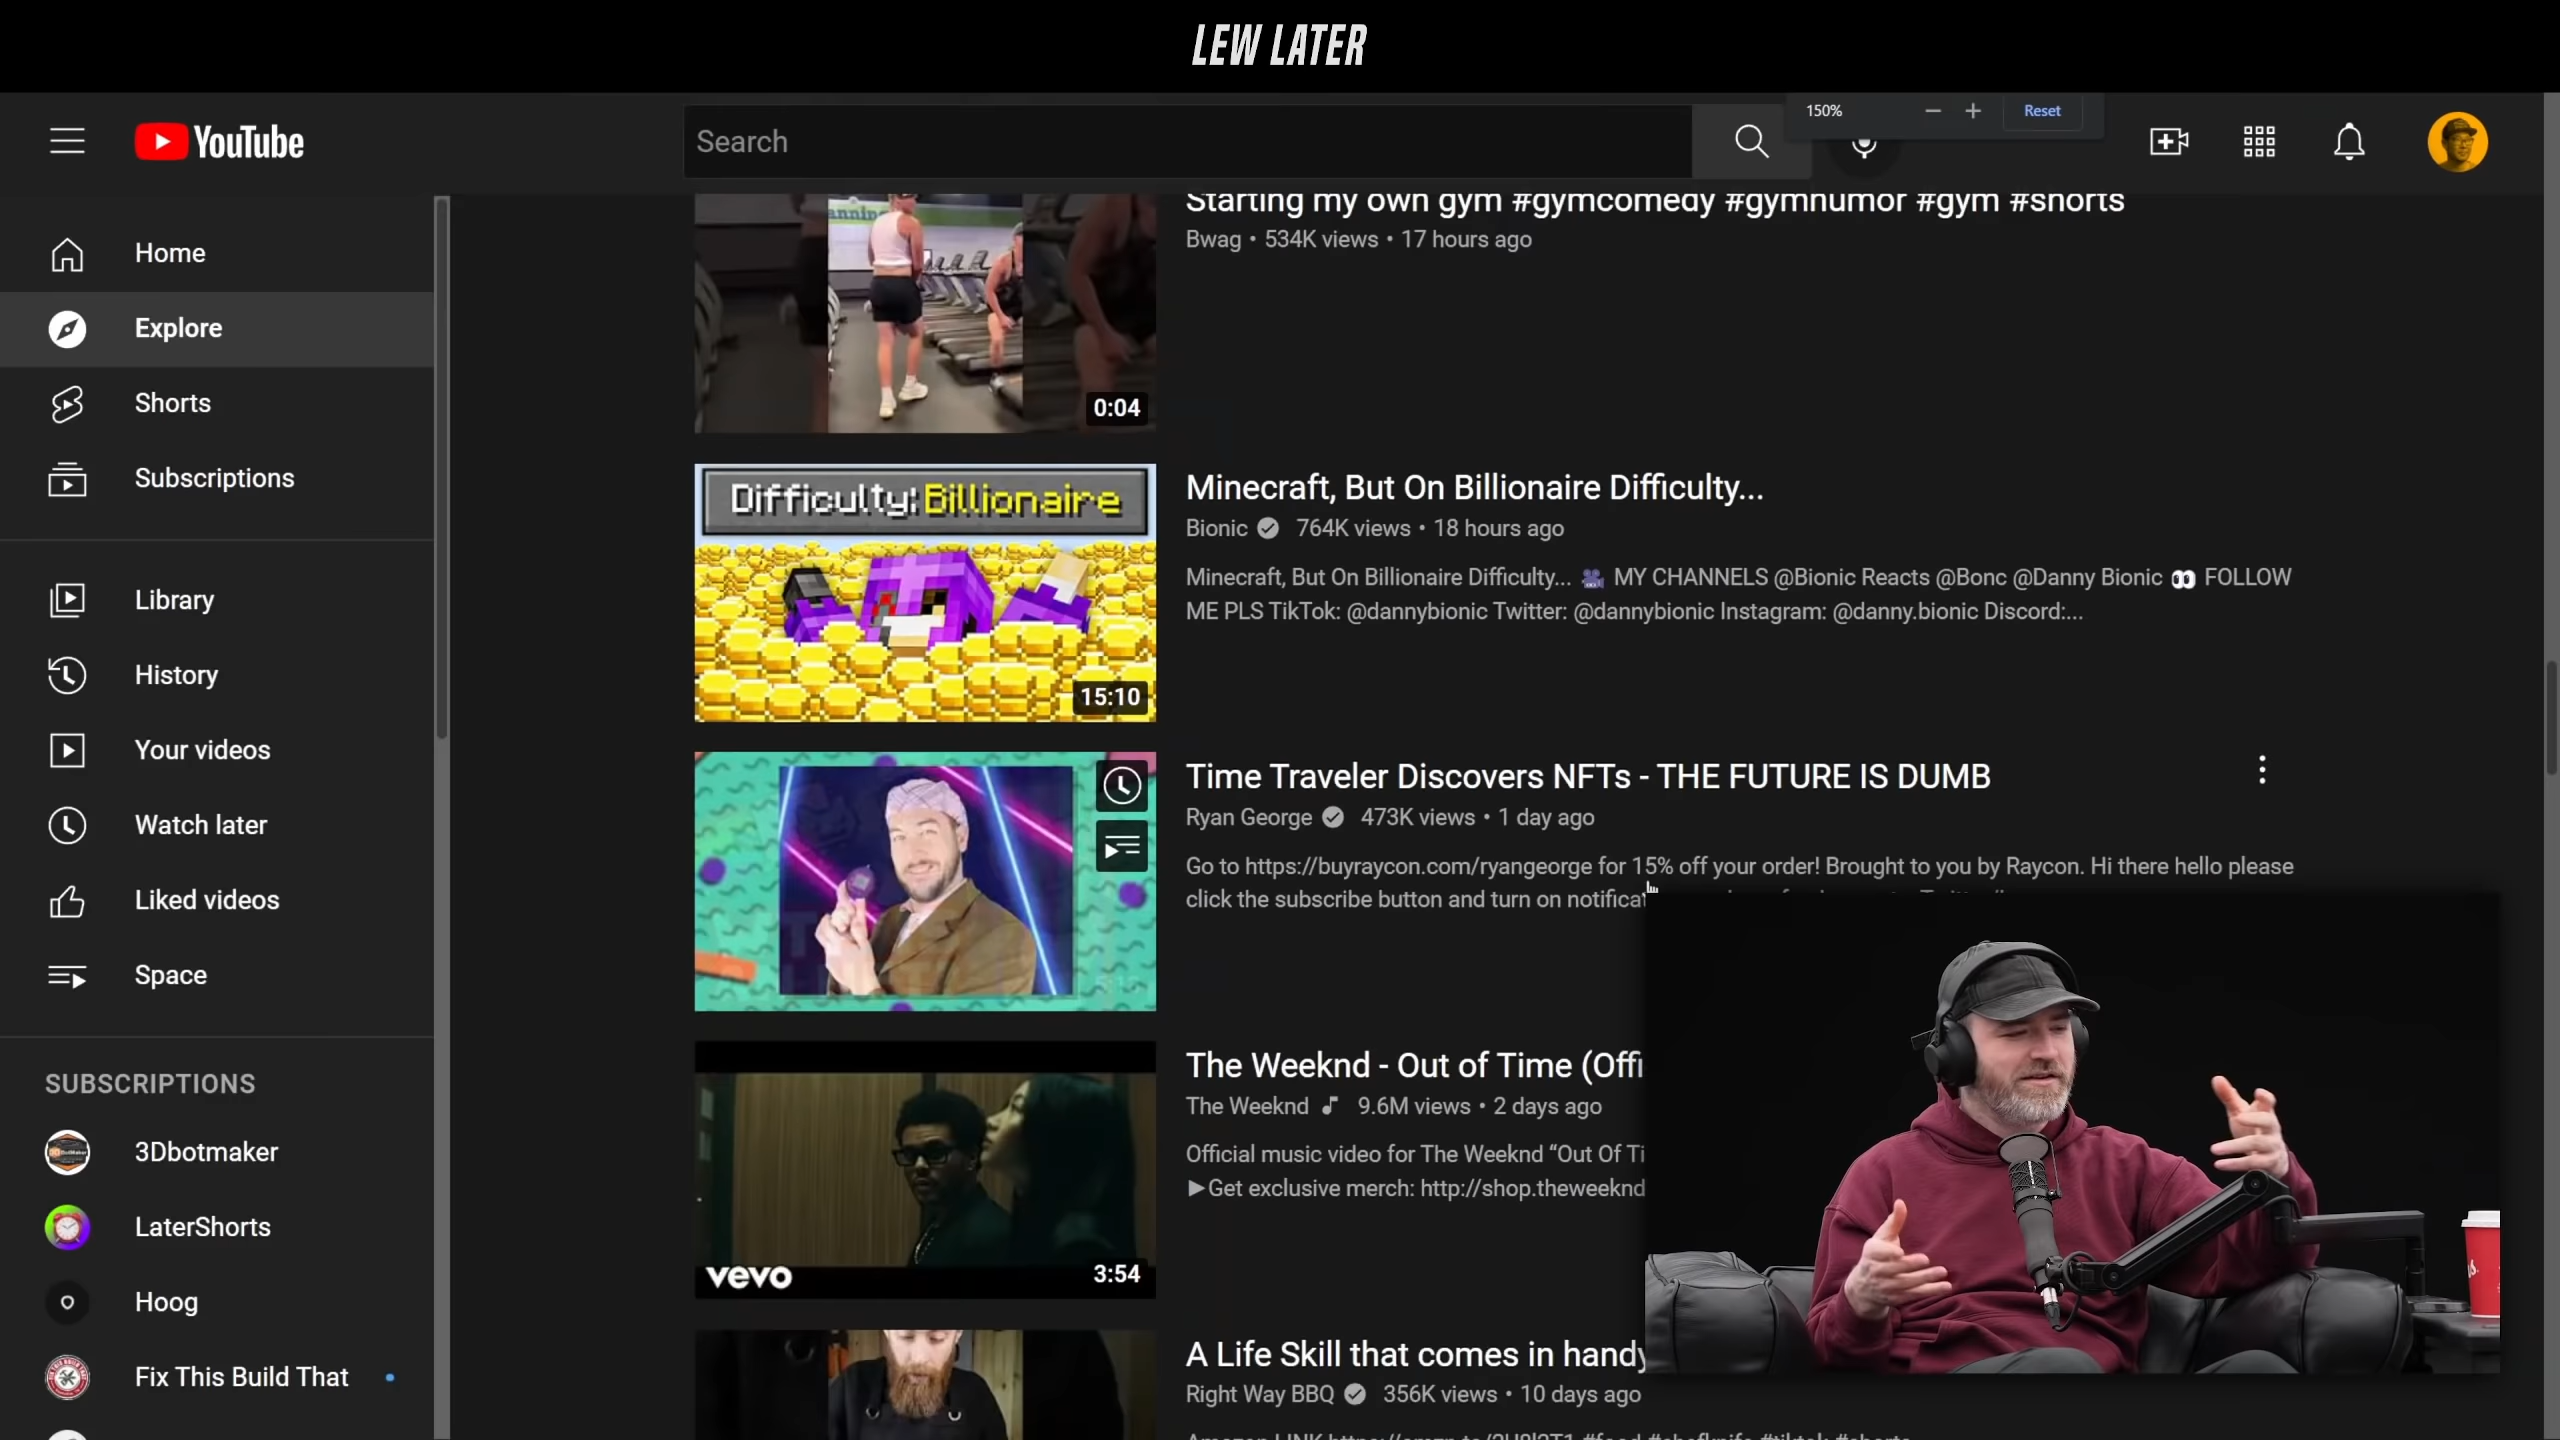 LEW LATER
YouTube
Search
150%
Reset
Home
Explore
Shorts
Subscriptions
Library
History
Your videos
Watch later
Liked videos
Space
SUBSCRIPTIONS
3Dbotmaker
LaterShorts
Hoog
Fix This Build That
0:04
Starting my own gym #gymcomedy #gymhumor #gym #shorts
Bwag • 534K views • 17 hours ago
Difficulty: Billionaire
15:10
Minecraft, But On Billionaire Difficulty...
Bionic 764K views • 18 hours ago
Minecraft, But On Billionaire Difficulty... 🎥 MY CHANNELS @Bionic Reacts @Bonc @Danny Bionic 👀 FOLLOW
ME PLS TikTok: @dannybionic Twitter: @dannybionic Instagram: @danny.bionic Discord:...
Time Traveler Discovers NFTs - THE FUTURE IS DUMB
Ryan George 473K views • 1 day ago
Go to https://buyraycon.com/ryangeorge for 15% off your order! Brought to you by Raycon. Hi there hello please
click the subscribe button and turn on notificat
vevo
3:54
The Weeknd - Out of Time (Offi
The Weeknd 9.6M views • 2 days ago
Official music video for The Weeknd “Out Of Ti
►Get exclusive merch: http://shop.theweeknd
A Life Skill that comes in handy
Right Way BBQ 356K views • 10 days ago